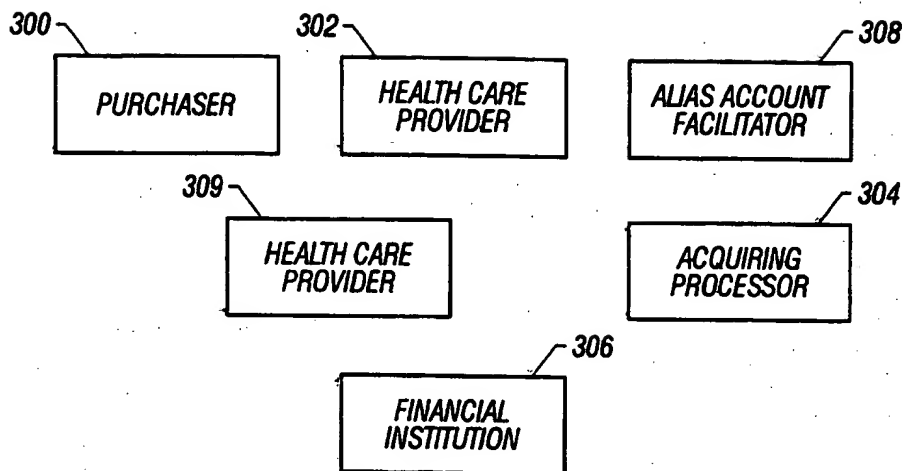 300
302
308
PURCHASER
HEALTH CARE
PROVIDER
ALIAS ACCOUNT
FACILITATOR
309
304
HEALTH CARE
PROVIDER
ACQUIRING
PROCESSOR
306
FINANCIAL
INSTITUTION